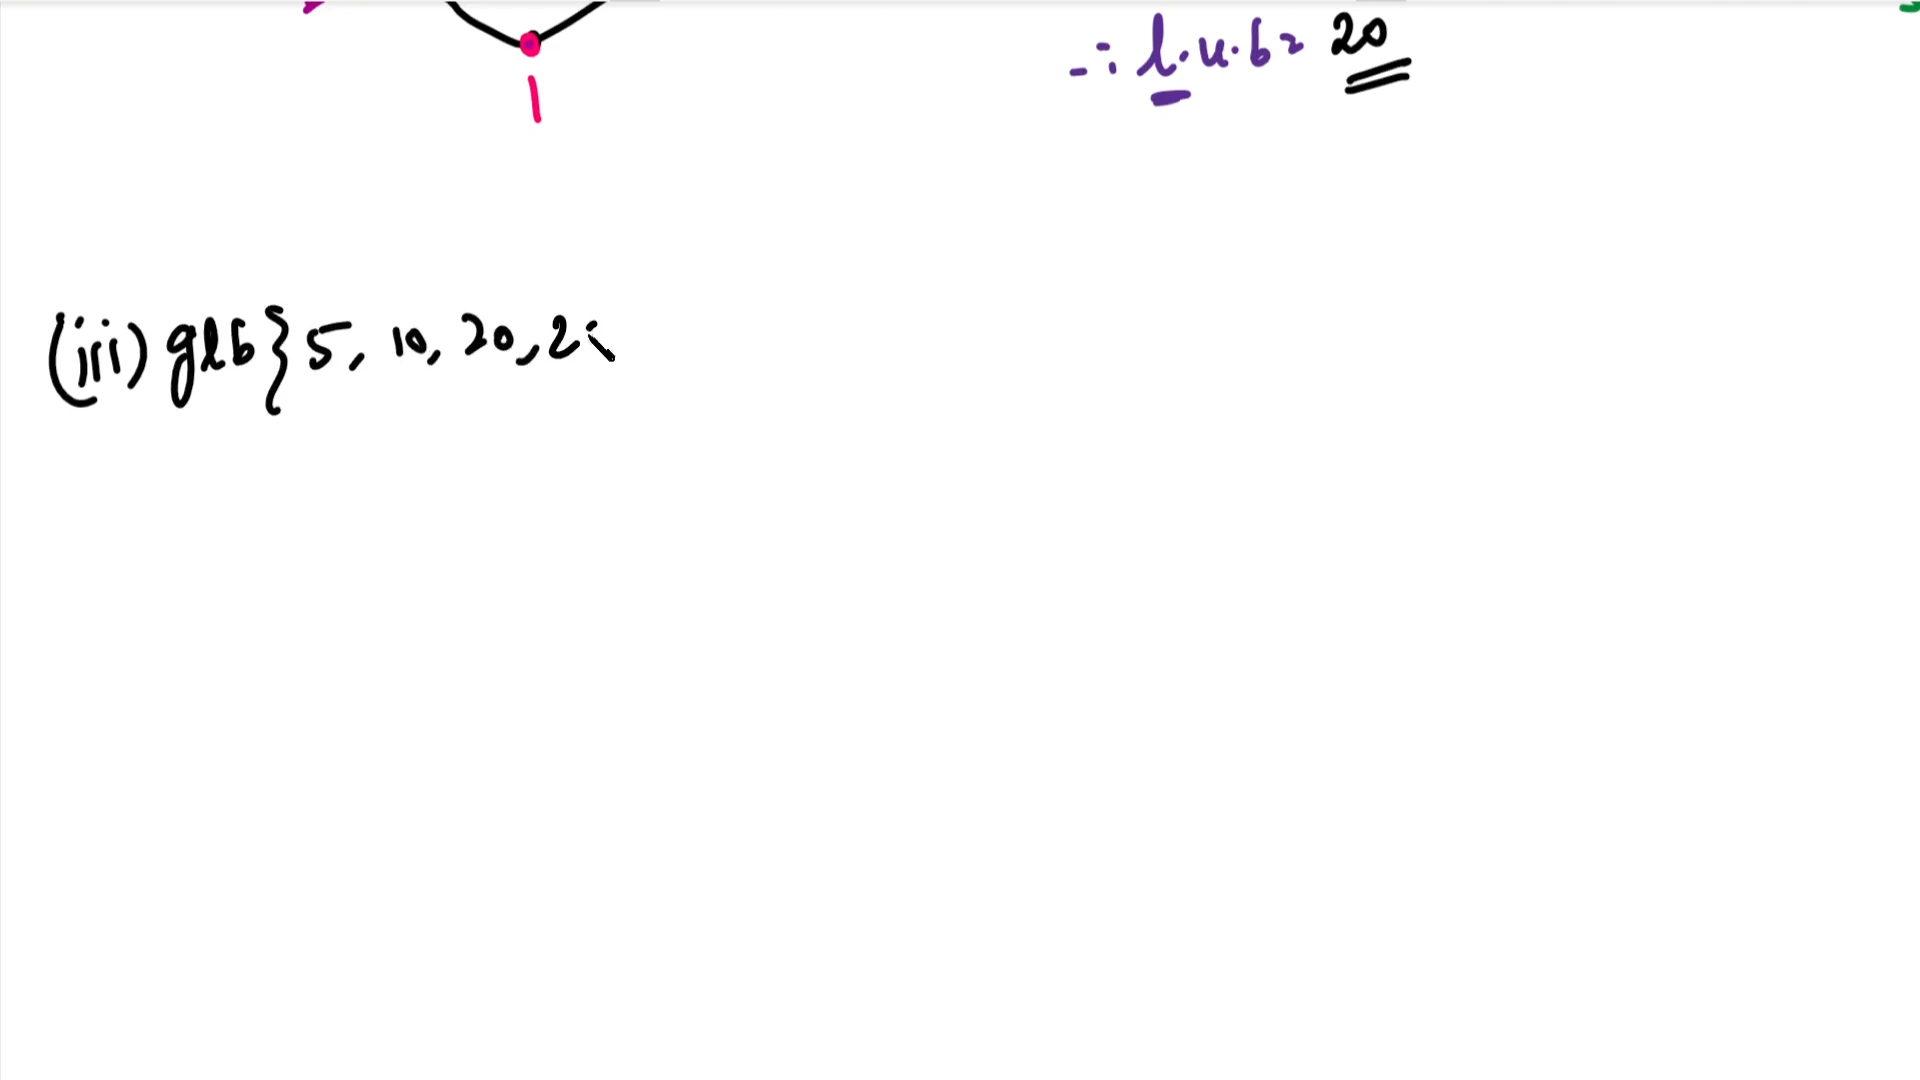 ∴ l.u.b = 20
1
(iii) glb { 5, 10, 20, 2